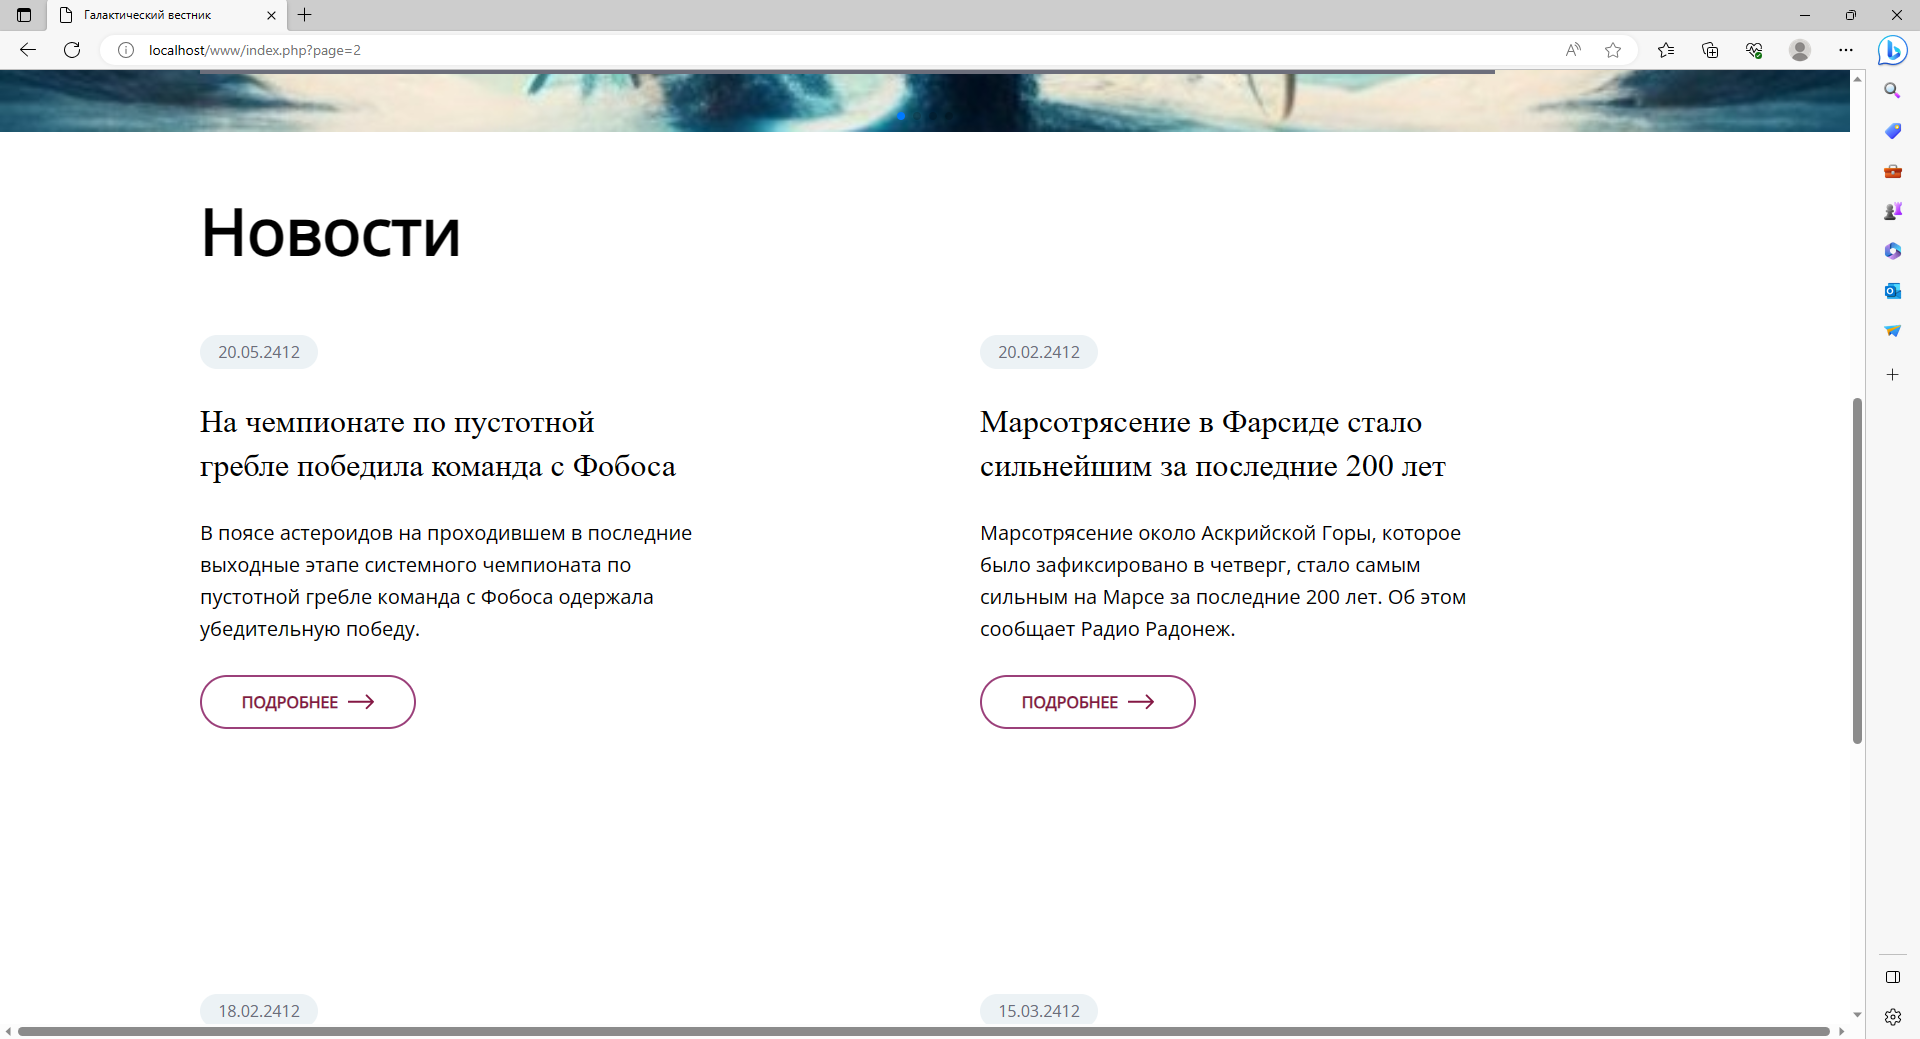 Галактический вестник
localhost/www/index.php?page=2
Новости
20.05.2412
На чемпионате по пустотной
гребле победила команда с Фобоса
В поясе астероидов на проходившем в последние
выходные этапе системного чемпионата по
пустотной гребле команда с Фобоса одержала
убедительную победу.
ПОДРОБНЕЕ
20.02.2412
Марсотрясение в Фарсиде стало
сильнейшим за последние 200 лет
Марсотрясение около Аскрийской Горы, которое
было зафиксировано в четверг, стало самым
сильным на Марсе за последние 200 лет. Об этом
сообщает Радио Радонеж.
ПОДРОБНЕЕ
18.02.2412
15.03.2412